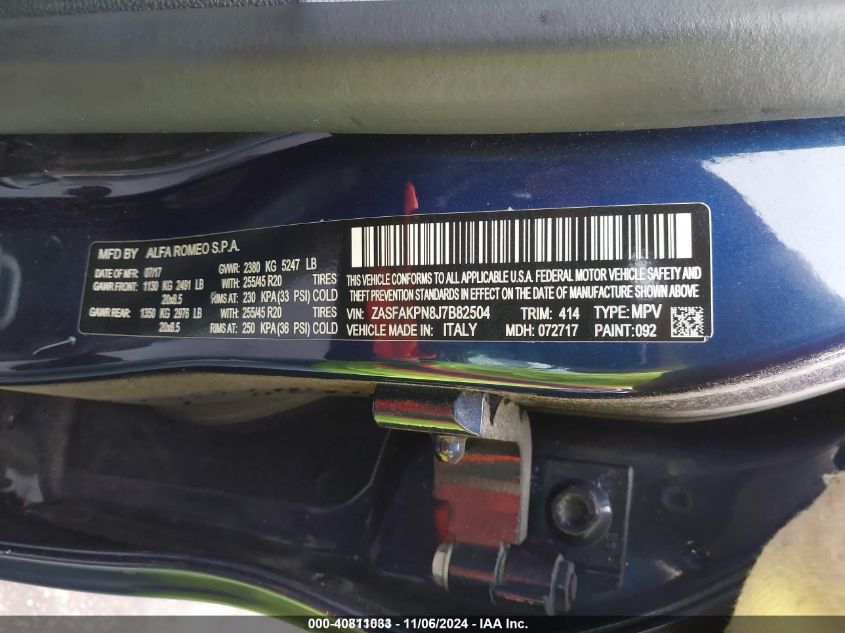 MFD BY ALFA ROMEO S.P.A.
DATE OF MFR 07/17 GVWR: 2380 KG 5247 LB
GAWR FRONT: 1130 KG 2491 LB WITH: 255/45 R20 TIRES
20x8.5 RIMS AT: 230 KPA(33 PSI) COLD
GAWR REAR: 1350 KG 2976 LB WITH: 255/45 R20 TIRES
20x8.5 RIMS AT: 250 KPA(36 PSI) COLD
THIS VEHICLE CONFORMS TO ALL APPLICABLE U.S.A. FEDERAL MOTOR VEHICLE SAFETY AND
THEFT PREVENTION STANDARDS IN EFFECT ON THE DATE OF MANUFACTURE SHOWN ABOVE.
VIN: ZASFAKPN8J7B82504 TRIM: 414 TYPE: MPV
VEHICLE MADE IN ITALY MDH: 072717 PAINT: 092
000-40811033 - 11/06/2024 - IAA Inc.